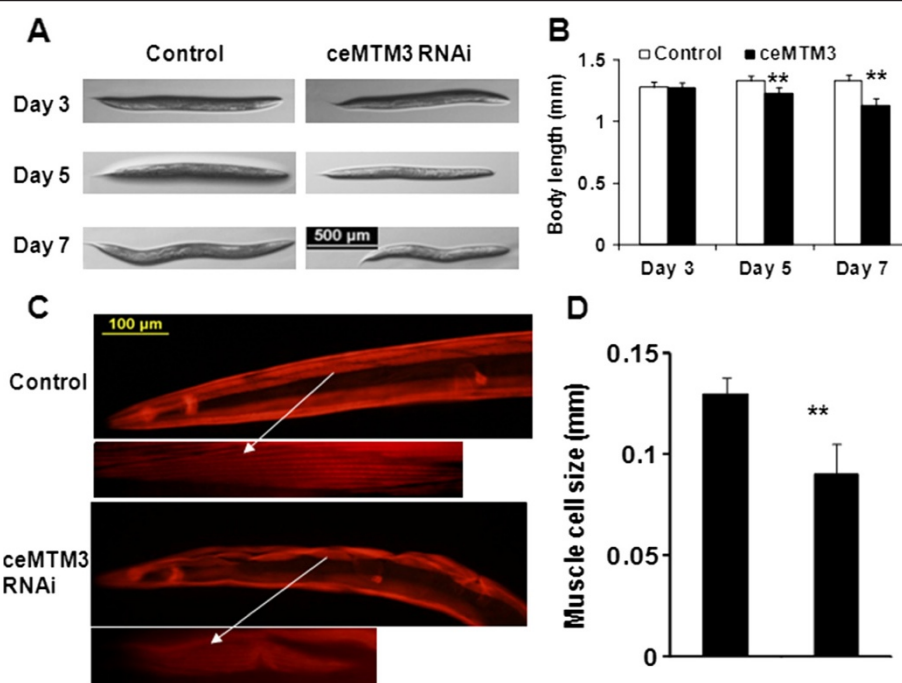 A
Control
ceMTM3 RNAi
Day 3
Day 5
Day 7
500 µm
B
Control
ceMTM3
Body length (mm)
1.5
1
0.5
0
**
**
Day 3
Day 5
Day 7
C
100 µm
Control
ceMTM3
RNAi
D
Muscle cell size (mm)
0.15
0.1
0.05
0
**